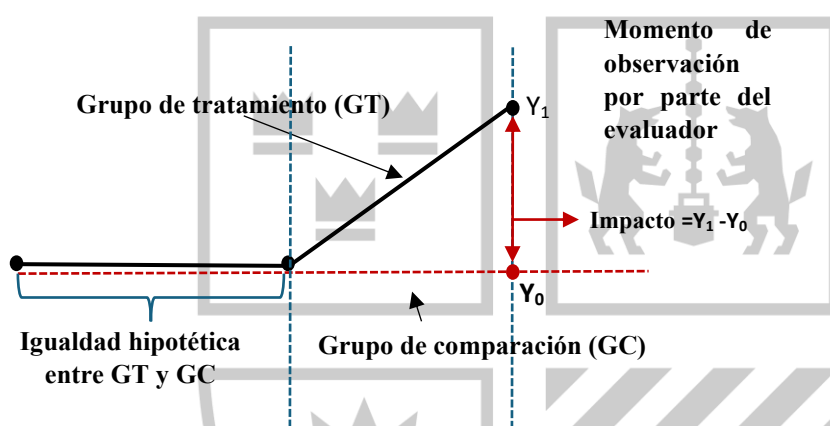 Momento de
observación
por parte del
evaluador
Grupo de tratamiento (GT)
Y₁
Impacto =Y₁ -Y₀
Y₀
Igualdad hipotética
entre GT y GC
Grupo de comparación (GC)